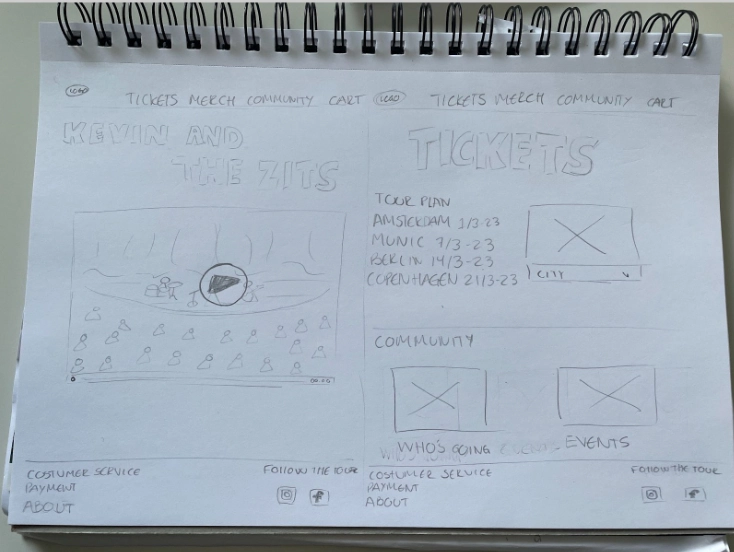 LOGO TICKETS MERCH COMMUNITY CART
KEVIN AND
THE ZITS
00:00
COSTUMER SERVICE
PAYMENT
ABOUT
FOLLOW THE TOUR
f
LOGO TICKETS MERCH COMMUNITY CART
TICKETS
TOUR PLAN
AMSTERDAM 1/3-23
MUNIC 7/3-23
BERLIN 14/3-23
COPENHAGEN 21/3-23
CITY
COMMUNITY
WHO'S GOING
EVENTS
COSTUMER SERVICE
PAYMENT
ABOUT
FOLLOW THE TOUR
f